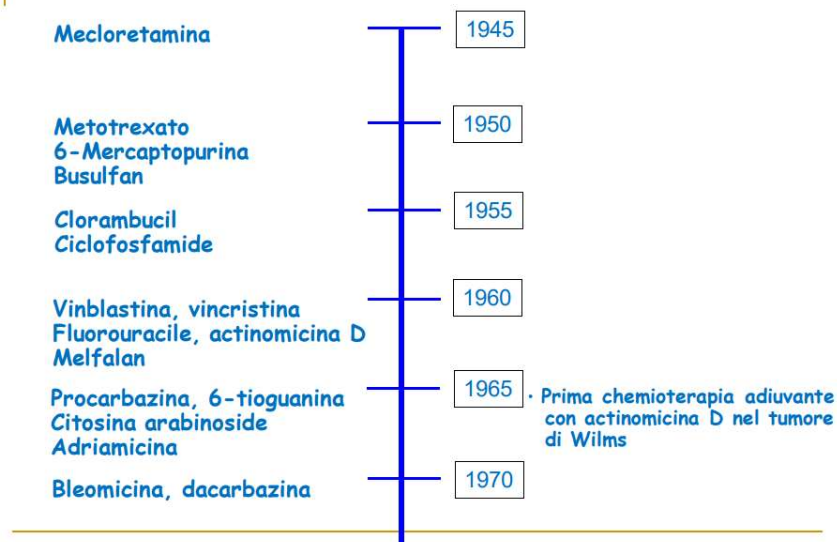 Mecloretamina
1945
Metotrexato
6-Mercaptopurina
Busulfan
1950
Clorambucil
Ciclofosfamide
1955
Vinblastina, vincristina
Fluorouracile, actinomicina D
Melfalan
1960
Procarbazina, 6-tioguanina
Citosina arabinoside
Adriamicina
1965
· Prima chemioterapia adiuvante
con actinomicina D nel tumore
di Wilms
Bleomicina, dacarbazina
1970